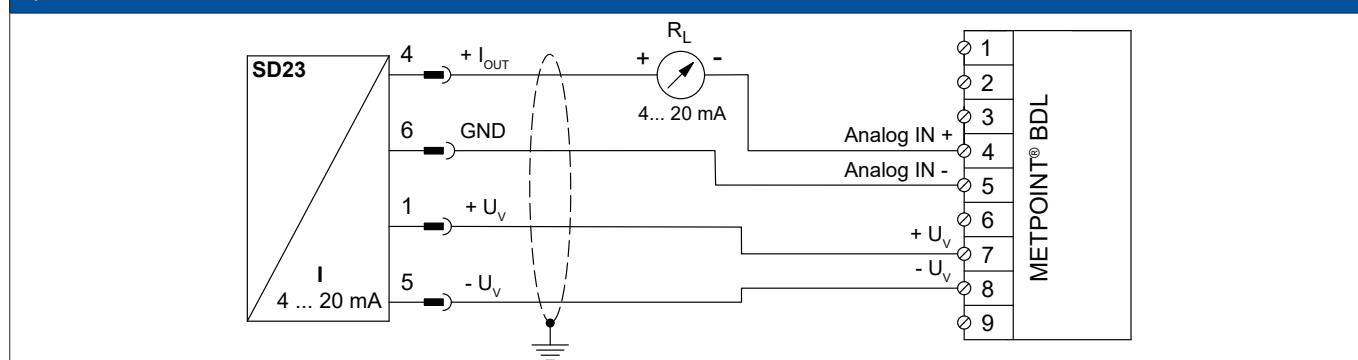 SD23
4
+ I_OUT
+
R_L
-
4... 20 mA
6
GND
1
+ U_V
5
- U_V
I
4 ... 20 mA
Analog IN +
Analog IN -
+ U_V
- U_V
1
2
3
4
5
6
7
8
9
METPOINT® BDL